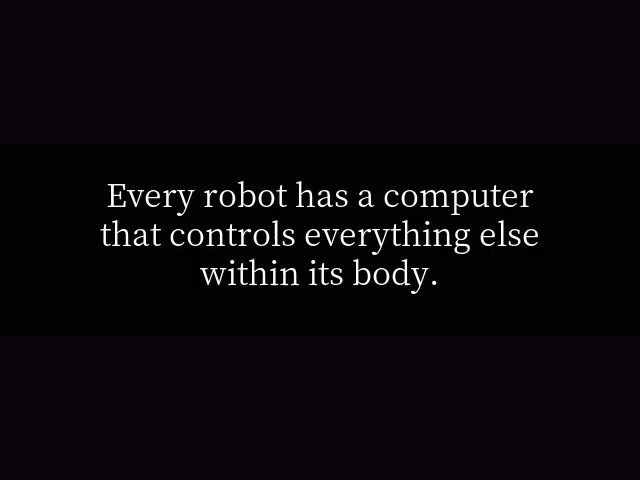 Every robot has a computer
that controls everything else
within its body.